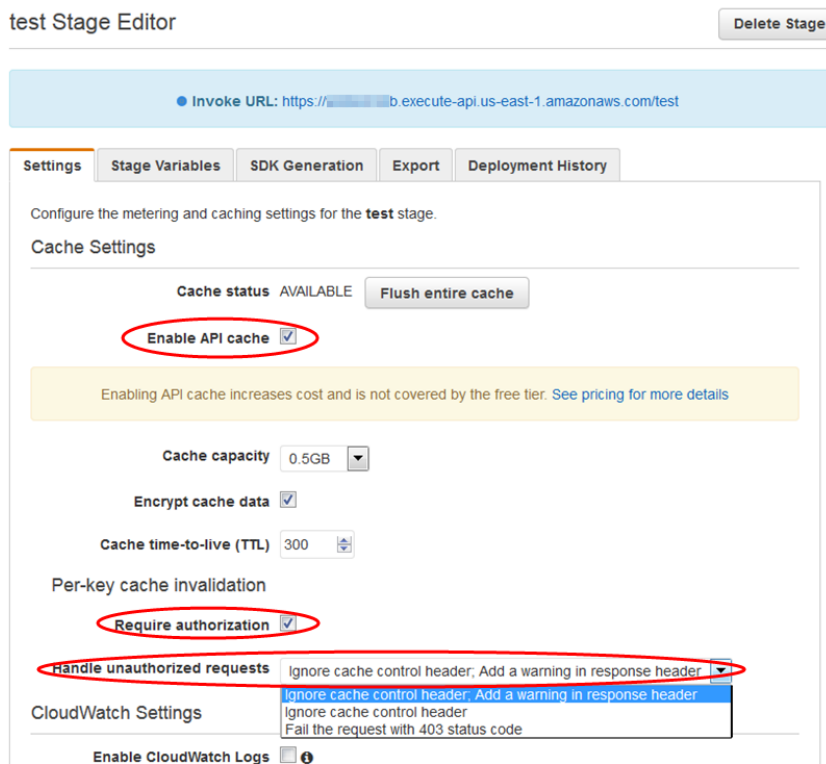 test Stage Editor
Delete Stage
Invoke URL: https:// b.execute-api.us-east-1.amazonaws.com/test
Settings
Stage Variables
SDK Generation
Export
Deployment History
Configure the metering and caching settings for the test stage.
Cache Settings
Cache status AVAILABLE Flush entire cache
Enable API cache
Enabling API cache increases cost and is not covered by the free tier. See pricing for more details
Cache capacity 0.5GB
Encrypt cache data
Cache time-to-live (TTL) 300
Per-key cache invalidation
Require authorization
Handle unauthorized requests Ignore cache control header; Add a warning in response header
Ignore cache control header; Add a warning in response header
Ignore cache control header
Fail the request with 403 status code
CloudWatch Settings
Enable CloudWatch Logs